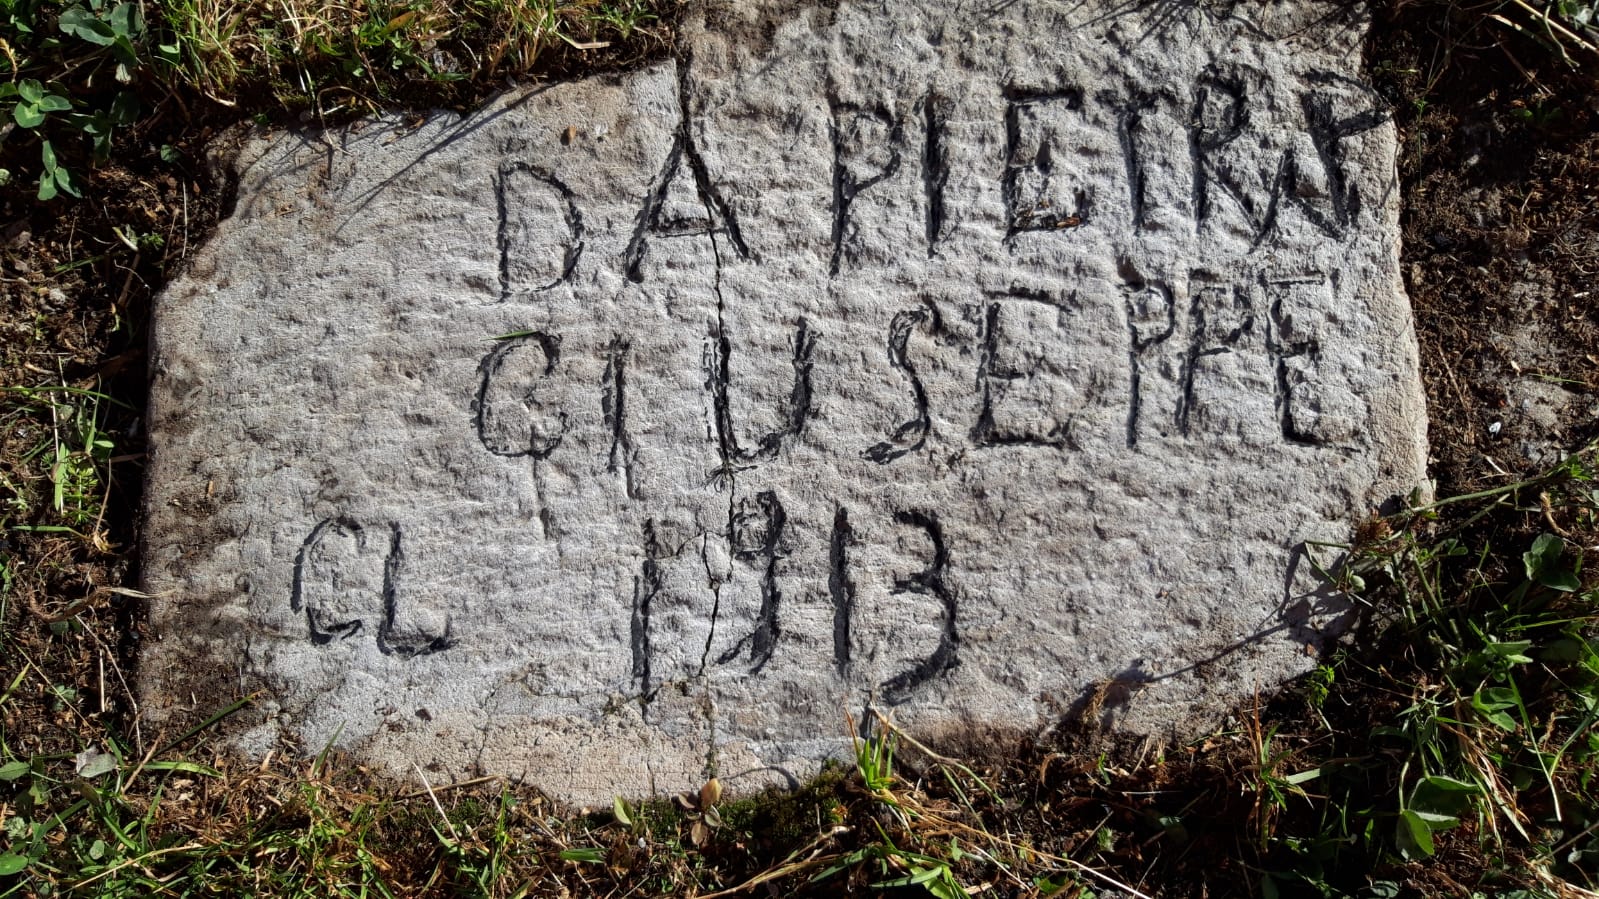 DA PIETRA
GIUSEPPE
CL 1913